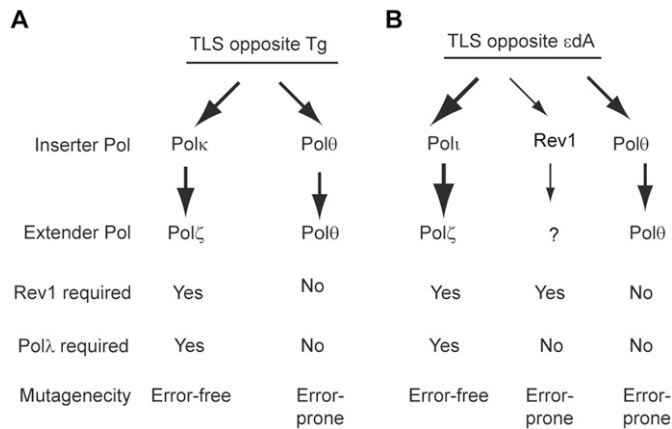 A
B
TLS opposite Tg
TLS opposite εdA
Inserter Pol Polκ Polθ Polι Rev1 Polθ
Extender Pol Polζ Polθ Polζ ? Polθ
Rev1 required Yes No Yes Yes No
Polλ required Yes No Yes No No
Mutagenecity Error-free Error- Error-free Error- Error-
prone prone prone